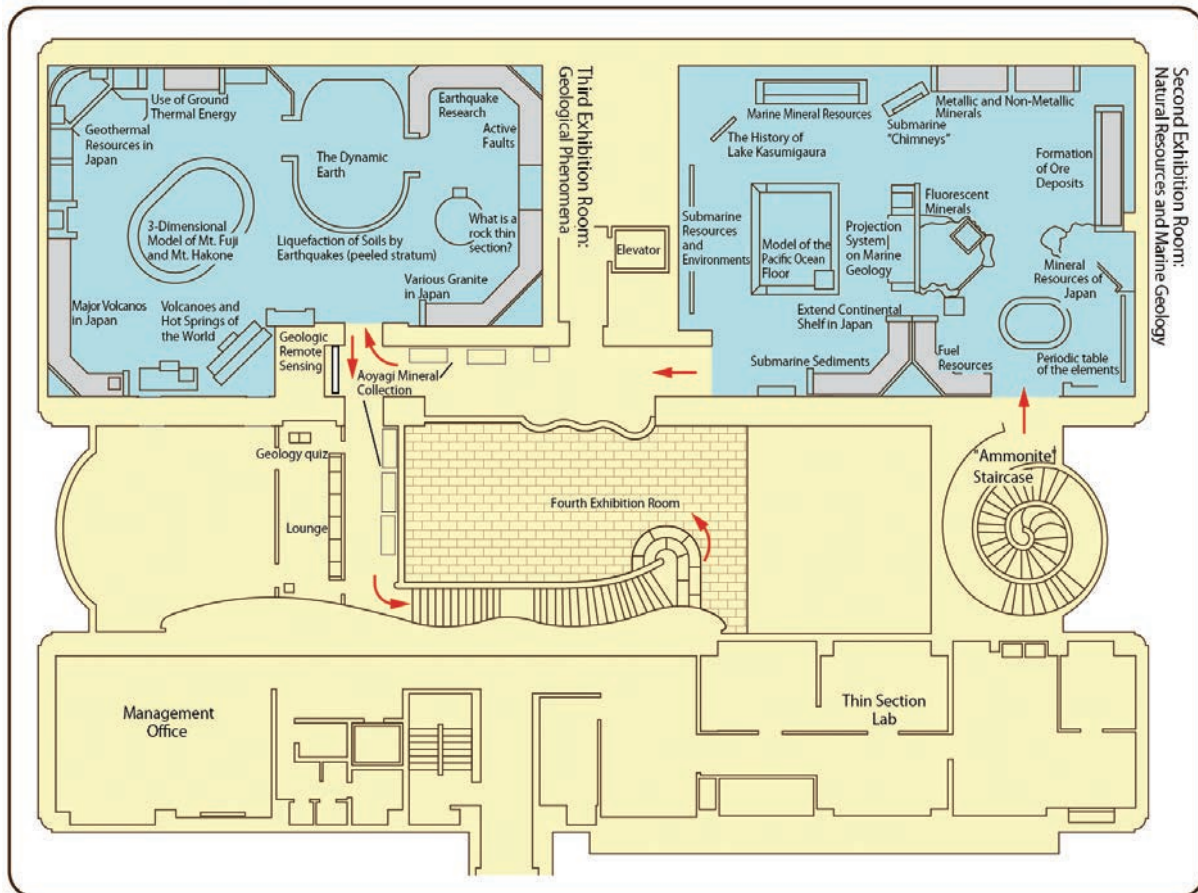 Use of Ground
Thermal Energy
Geothermal
Resources in
Japan
3-Dimensional
Model of Mt. Fuji
and Mt. Hakone
Major Volcanos
in Japan
Volcanoes and
Hot Springs of
the World
The Dynamic
Earth
Liquefaction of Soils by
Earthquakes (peeled stratum)
Earthquake
Research
Active
Faults
What is a
rock thin
section?
Various Granite
in Japan
Third Exhibition Room:
Geological Phenomena
Elevator
Geologic
Remote
Sensing
Aoyagi Mineral
Collection
Second Exhibition Room:
Natural Resources and Marine Geology
Marine Mineral Resources
The History of
Lake Kasumigaura
Submarine
"Chimneys"
Metallic and Non-Metallic
Minerals
Formation
of Ore
Deposits
Submarine
Resources
and
Environments
Model of the
Pacific Ocean
Floor
Projection
System
on Marine
Geology
Fluorescent
Minerals
Mineral
Resources of
Japan
Extend Continental
Shelf in Japan
Submarine Sediments
Fuel
Resources
Periodic table
of the elements
"Ammonite"
Staircase
Geology quiz
Lounge
Fourth Exhibition Room
Management
Office
Thin Section
Lab